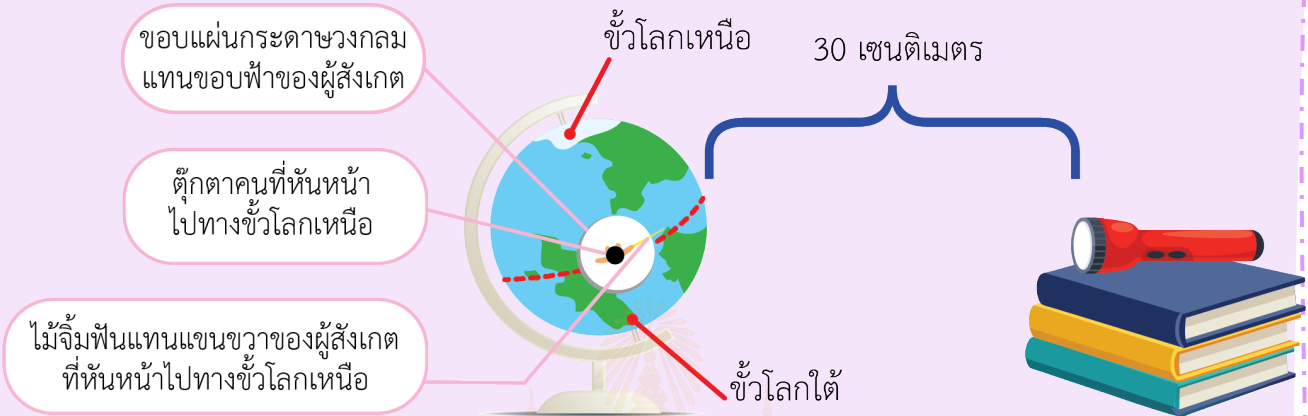 ขอบแผ่นกระดาษวงกลม
แทนขอบฟ้าของผู้สังเกต
ขั้วโลกเหนือ
30 เซนติเมตร
ตุ๊กตาคนที่หันหน้า
ไปทางขั้วโลกเหนือ
ไม้จิ้มฟันแทนแขนขวาของผู้สังเกต
ที่หันหน้าไปทางขั้วโลกเหนือ
ขั้วโลกใต้